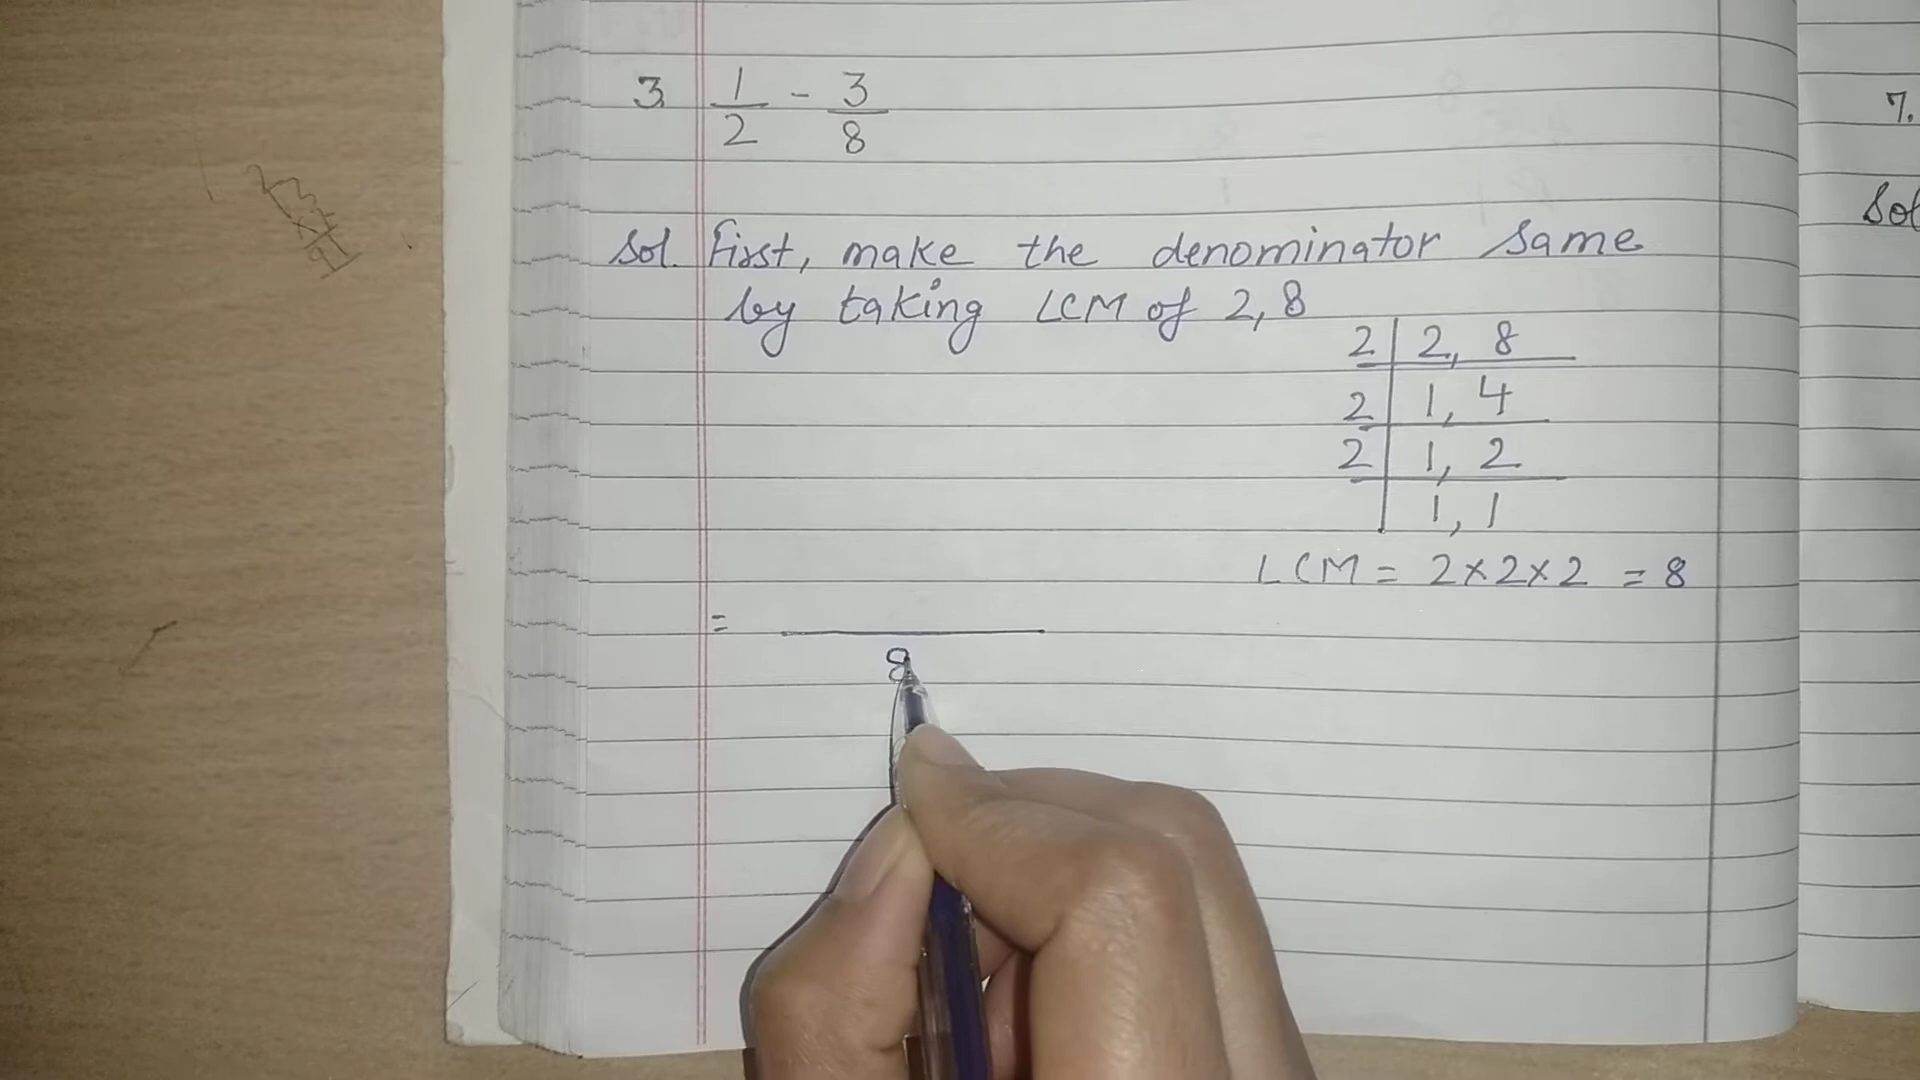 3. 1/2 - 3/8
Sol. First, make the denominator same
by taking LCM of 2, 8
2 | 2, 8
2 | 1, 4
2 | 1, 2
1, 1
LCM = 2×2×2 = 8
= /8
7.
Sol